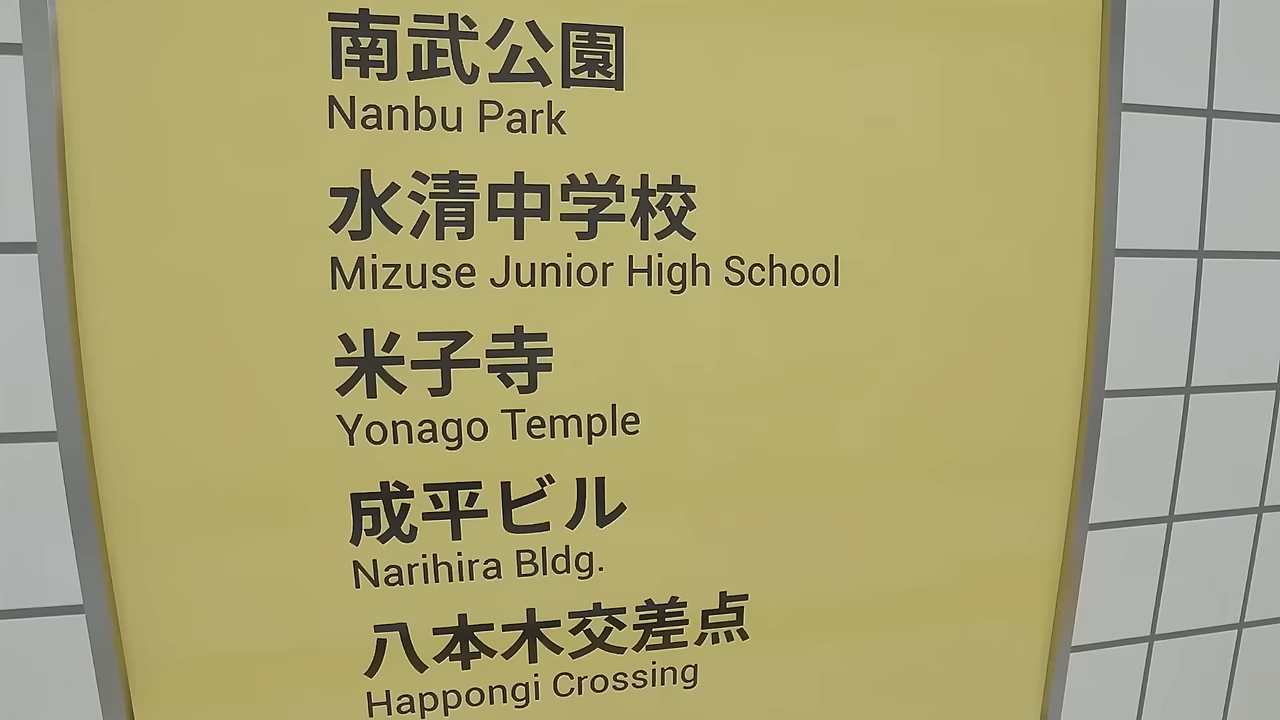 南武公園
Nanbu Park
水清中学校
Mizuse Junior High School
米子寺
Yonago Temple
成平ビル
Narihira Bldg.
八本木交差点
Happongi Crossing